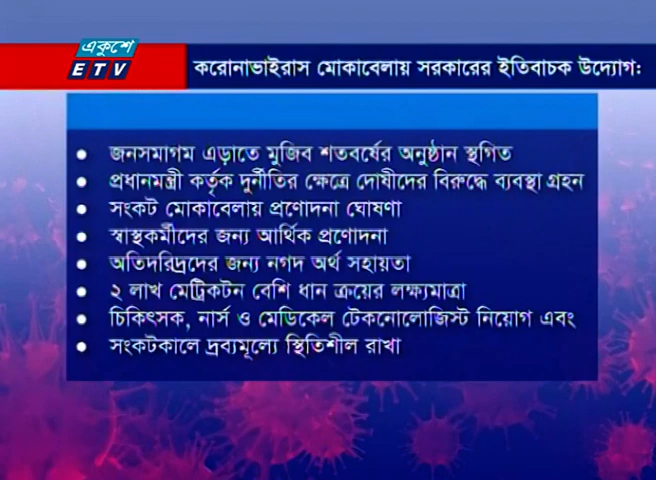 একুশে
ETV
করোনাভাইরাস মোকাবেলায় সরকারের ইতিবাচক উদ্যোগ:
• জনসমাগম এড়াতে মুজিব শতবর্ষের অনুষ্ঠান স্থগিত
• প্রধানমন্ত্রী কর্তৃক দুর্নীতির ক্ষেত্রে দোষীদের বিরুদ্ধে ব্যবস্থা গ্রহন
• সংকট মোকাবেলায় প্রণোদনা ঘোষণা
• স্বাস্থকর্মীদের জন্য আর্থিক প্রণোদনা
• অতিদরিদ্রদের জন্য নগদ অর্থ সহায়তা
• ২ লাখ মেট্রিকটন বেশি ধান ক্রয়ের লক্ষ্যমাত্রা
• চিকিৎসক, নার্স ও মেডিকেল টেকনোলোজিস্ট নিয়োগ এবং
• সংকটকালে দ্রব্যমূল্যে স্থিতিশীল রাখা